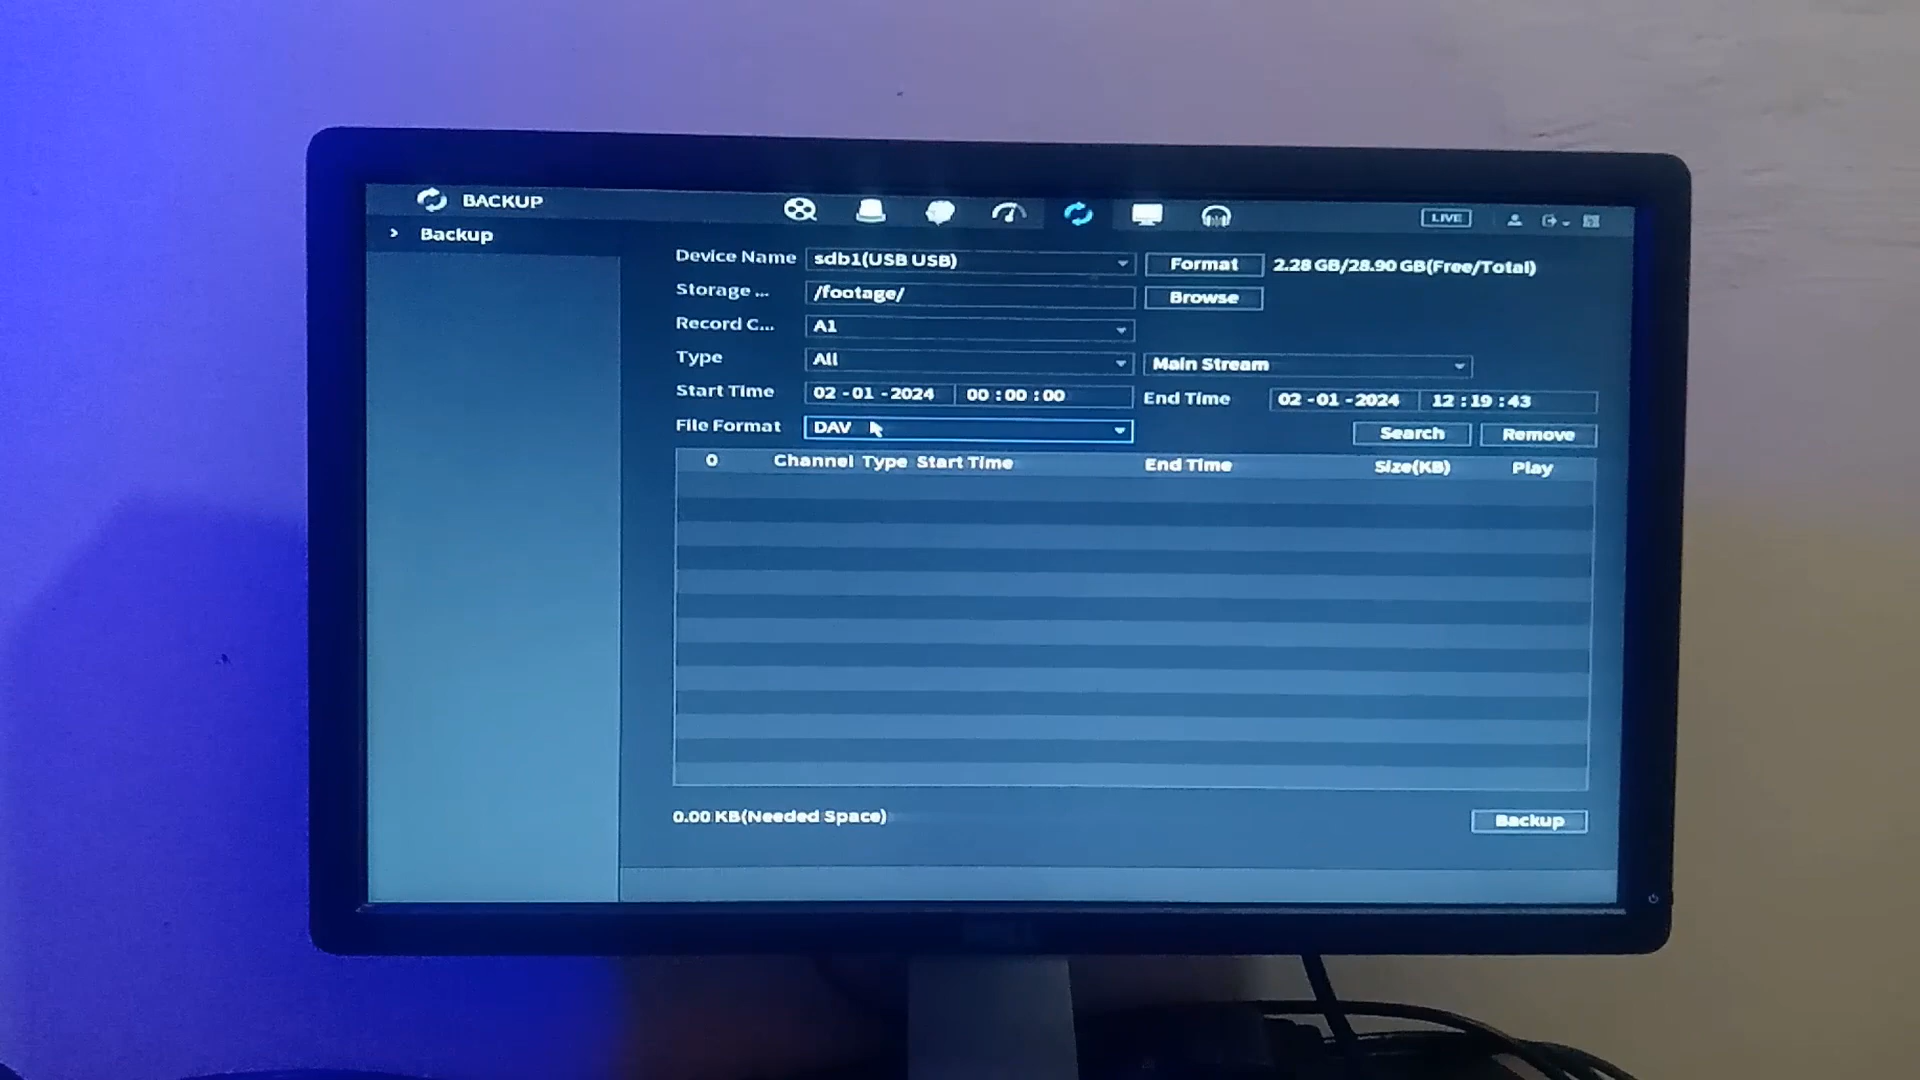 BACKUP
LIVE
> Backup
Device Name sdb1(USB USB) Format 2.28 GB/28.90 GB(Free/Total)
Storage ... /footage/ Browse
Record C... A1
Type All Main Stream
Start Time 02 -01 -2024 00 :00 :00 End Time 02 -01 -2024 12 :19 :43
File Format DAV Search Remove
0 Channel Type Start Time End Time Size(KB) Play
0.00 KB(Needed Space) Backup